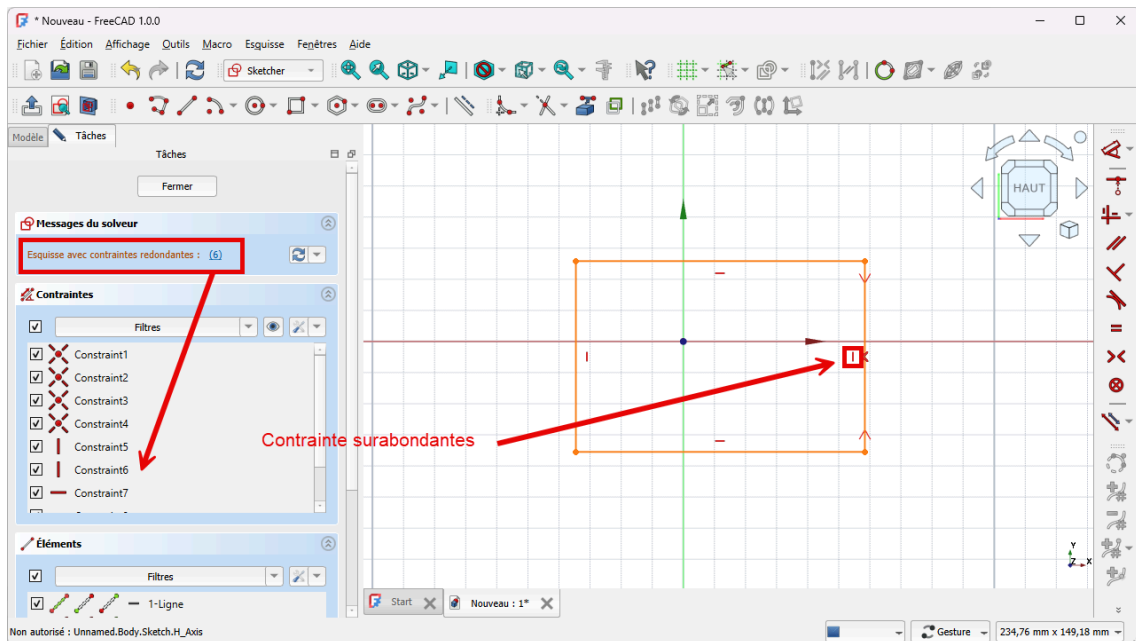 * Nouveau - FreeCAD 1.0.0
Fichier Édition Affichage Outils Macro Esquisse Fenêtres Aide
Sketcher
Modèle Tâches
Tâches
Fermer
Messages du solveur
Esquisse avec contraintes redondantes : (6)
Contraintes
Filtres
Constraint1
Constraint2
Constraint3
Constraint4
Constraint5
Constraint6
Constraint7
Contrainte surabondantes
HAUT
Éléments
Filtres
1-Ligne
Y
Z X
Start Nouveau : 1*
Non autorisé : Unnamed.Body.Sketch.H_Axis
Gesture 234,76 mm x 149,18 mm